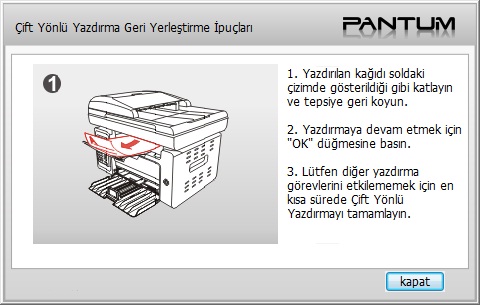 Çift Yönlü Yazdırma Geri Yerleştirme İpuçları
PANTUM
1
1. Yazdırılan kağıdı soldaki
çizimde gösterildiği gibi katlayın
ve tepsiye geri koyun.
2. Yazdırmaya devam etmek için
"OK" düğmesine basın.
3. Lütfen diğer yazdırma
görevlerini etkilememek için en
kısa sürede Çift Yönlü
Yazdırmayı tamamlayın.
kapat